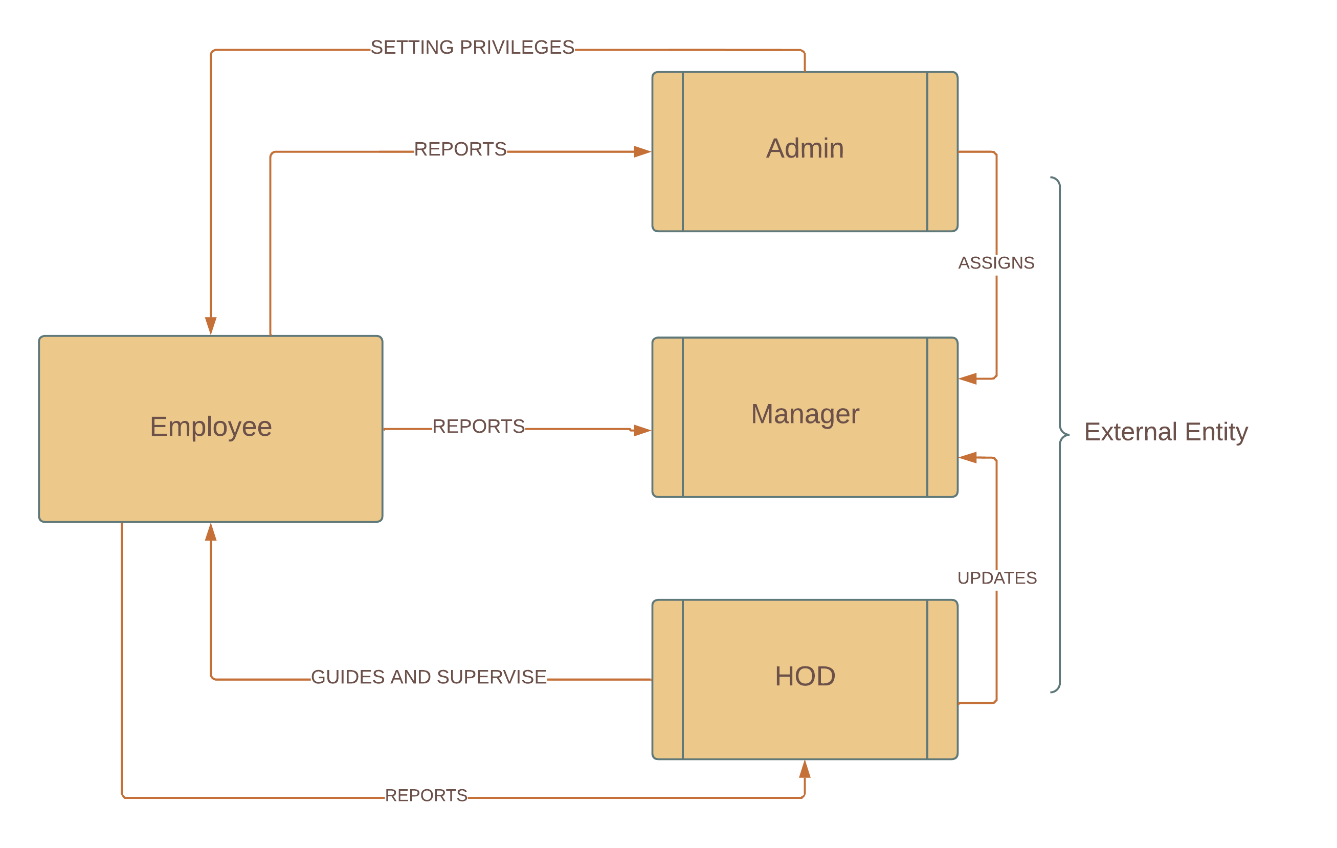 SETTING PRIVILEGES
Admin
REPORTS
ASSIGNS
Employee
REPORTS
Manager
External Entity
UPDATES
GUIDES AND SUPERVISE
HOD
REPORTS